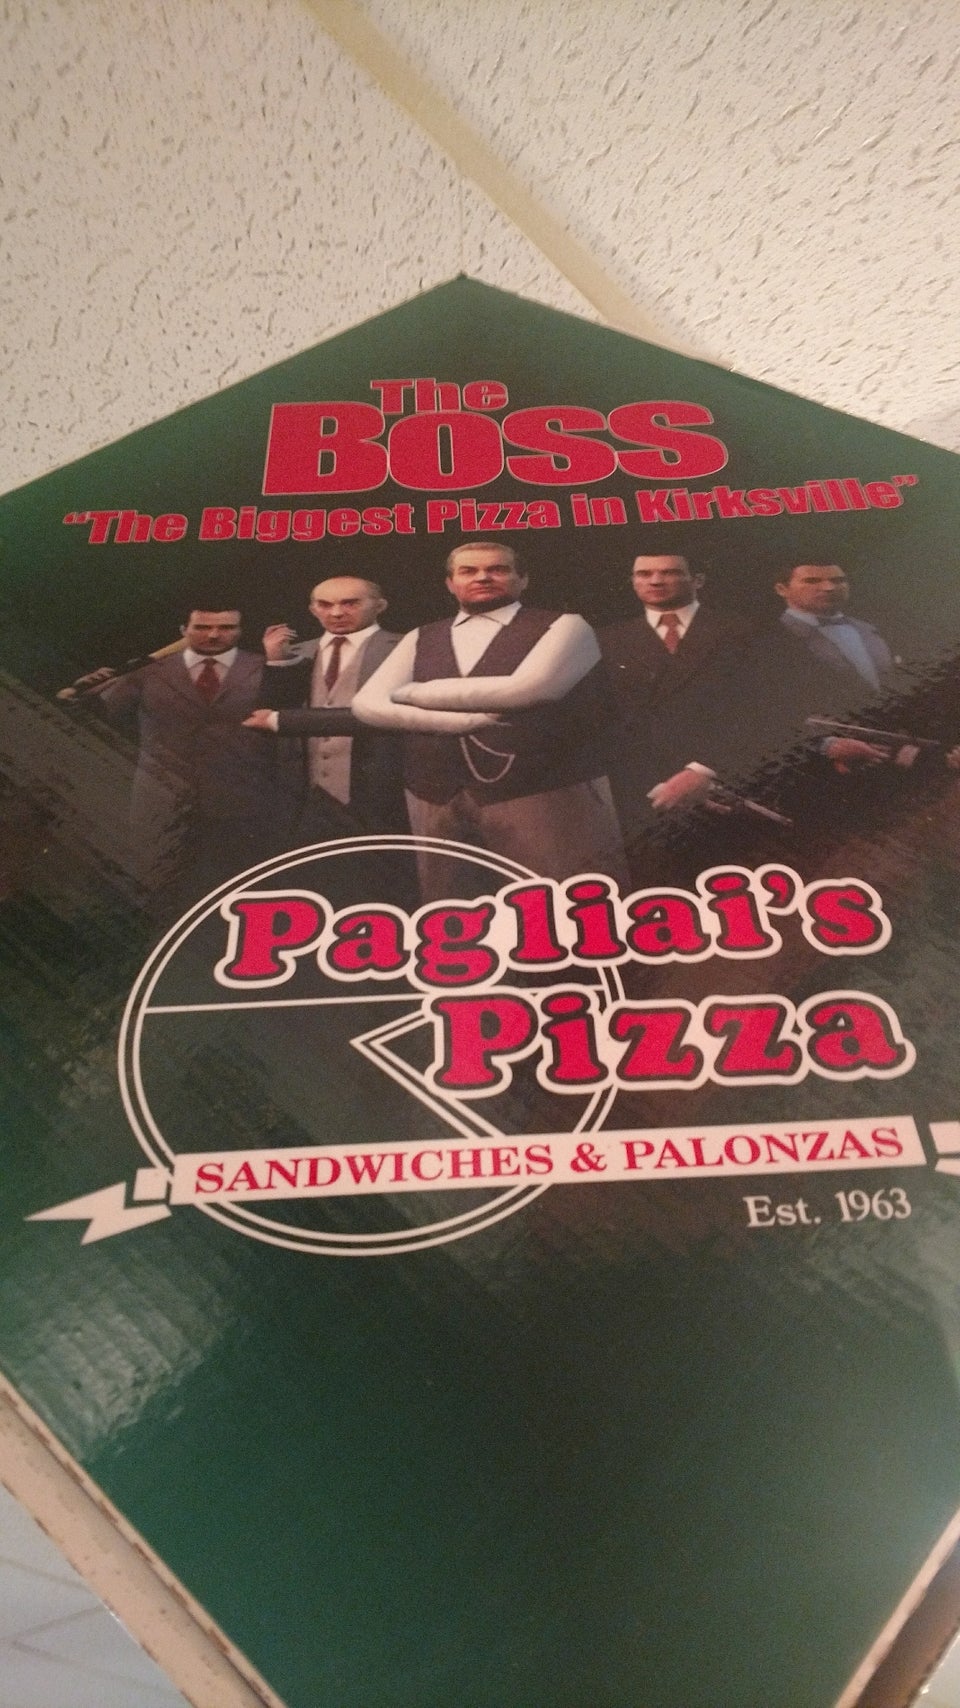 The
Boss
“The Biggest Pizza in Kirksville”
Pagliai's
Pizza
SANDWICHES & PALONZAS
Est. 1963